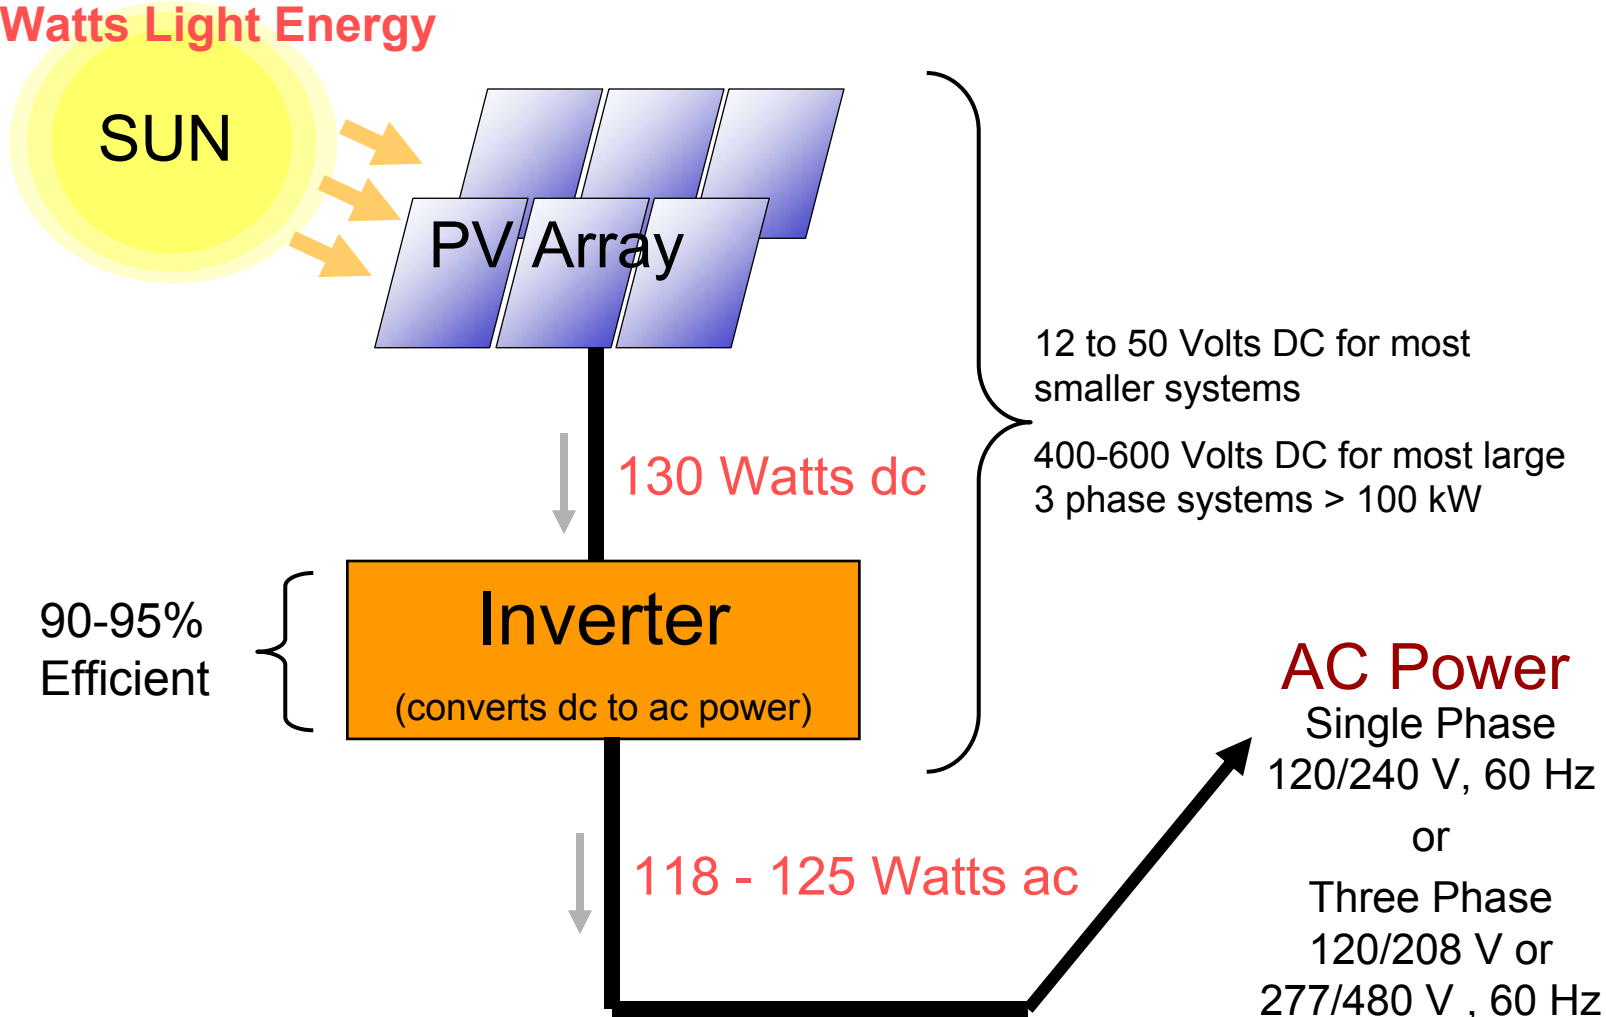 Watts Light Energy
SUN
PV Array
12 to 50 Volts DC for most
smaller systems
400-600 Volts DC for most large
3 phase systems > 100 kW
130 Watts dc
90-95%
Efficient
Inverter
(converts dc to ac power)
118 - 125 Watts ac
AC Power
Single Phase
120/240 V, 60 Hz
or
Three Phase
120/208 V or
277/480 V , 60 Hz